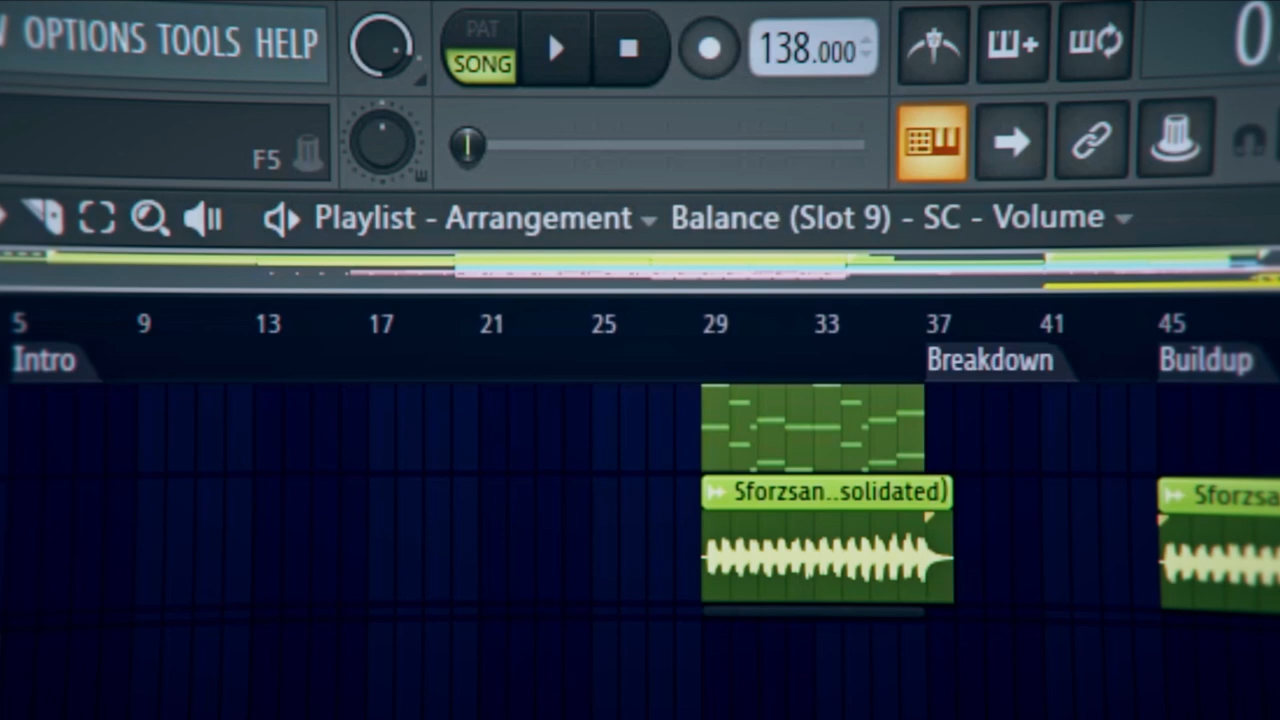 OPTIONS TOOLS HELP
PAT
SONG
138.000
0
F5
Playlist - Arrangement Balance (Slot 9) - SC - Volume
5 9 13 17 21 25 29 33 37 41 45
Intro Breakdown Buildup
Sforzsan..solidated) Sforzsa